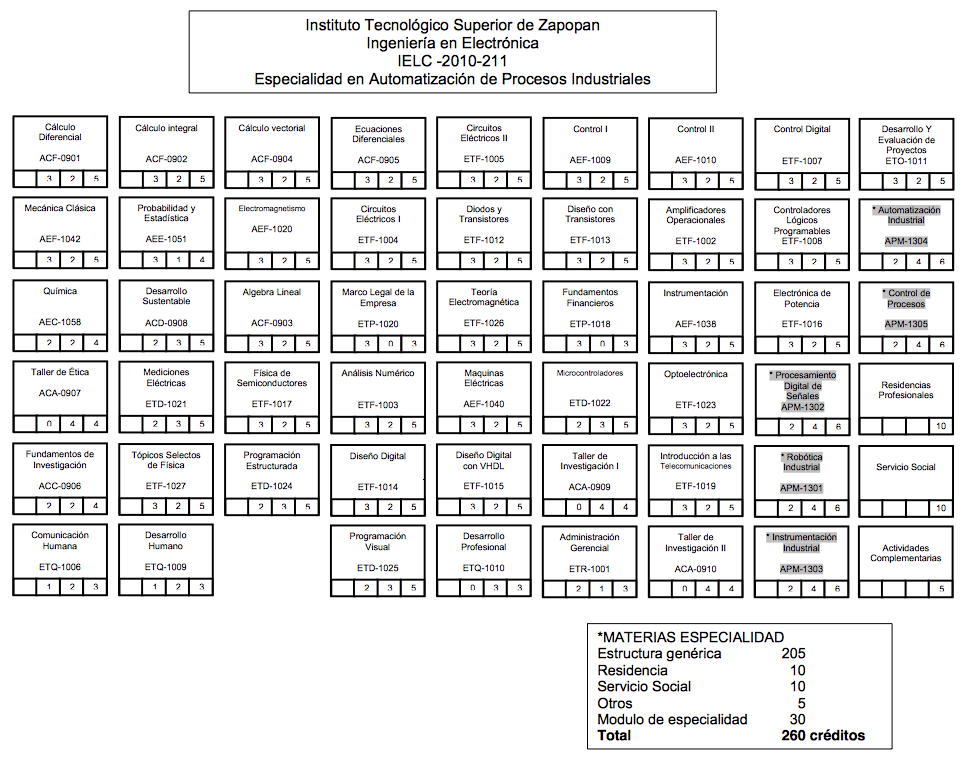 Instituto Tecnológico Superior de Zapopan
Ingeniería en Electrónica
IELC -2010-211
Especialidad en Automatización de Procesos Industriales
Cálculo
Diferencial
ACF-0901
3 2 5
Cálculo integral
ACF-0902
3 2 5
Cálculo vectorial
ACF-0904
3 2 5
Ecuaciones
Diferenciales
ACF-0905
3 2 5
Circuitos
Eléctricos II
ETF-1005
3 2 5
Control I
AEF-1009
3 2 5
Control II
AEF-1010
3 2 5
Control Digital
ETF-1007
3 2 5
Desarrollo Y
Evaluación de
Proyectos
ETO-1011
3 2 5
Mecánica Clásica
AEF-1042
3 2 5
Probabilidad y
Estadística
AEE-1051
3 1 4
Electromagnetismo
AEF-1020
3 2 5
Circuitos
Eléctricos I
ETF-1004
3 2 5
Diodos y
Transistores
ETF-1012
3 2 5
Diseño con
Transistores
ETF-1013
3 2 5
Amplificadores
Operacionales
ETF-1002
3 2 5
Controladores
Lógicos
Programables
ETF-1008
3 2 5
* Automatización
Industrial
APM-1304
2 4 6
Química
AEC-1058
2 2 4
Desarrollo
Sustentable
ACD-0908
2 3 5
Algebra Lineal
ACF-0903
3 2 5
Marco Legal de la
Empresa
ETP-1020
3 0 3
Teoría
Electromagnética
ETF-1026
3 2 5
Fundamentos
Financieros
ETP-1018
3 0 3
Instrumentación
AEF-1038
3 2 5
Electrónica de
Potencia
ETF-1016
3 2 5
* Control de
Procesos
APM-1305
2 4 6
Taller de Ética
ACA-0907
0 4 4
Mediciones
Eléctricas
ETD-1021
2 3 5
Física de
Semiconductores
ETF-1017
3 2 5
Análisis Numérico
ETF-1003
3 2 5
Maquinas
Eléctricas
AEF-1040
3 2 5
Microcontroladores
ETD-1022
2 3 5
Optoelectrónica
ETF-1023
3 2 5
* Procesamiento
Digital de
Señales
APM-1302
2 4 6
Residencias
Profesionales
10
Fundamentos de
Investigación
ACC-0906
2 2 4
Tópicos Selectos
de Física
ETF-1027
3 2 5
Programación
Estructurada
ETD-1024
2 3 5
Diseño Digital
ETF-1014
3 2 5
Diseño Digital
con VHDL
ETF-1015
3 2 5
Taller de
Investigación I
ACA-0909
0 4 4
Introducción a las
Telecomunicaciones
ETF-1019
3 2 5
* Robótica
Industrial
APM-1301
2 4 6
Servicio Social
10
Comunicación
Humana
ETQ-1006
1 2 3
Desarrollo
Humano
ETQ-1009
1 2 3
Programación
Visual
ETD-1025
2 3 5
Desarrollo
Profesional
ETQ-1010
0 3 3
Administración
Gerencial
ETR-1001
2 1 3
Taller de
Investigación II
ACA-0910
0 4 4
* Instrumentación
Industrial
APM-1303
2 4 6
Actividades
Complementarias
5
*MATERIAS ESPECIALIDAD
Estructura genérica 205
Residencia 10
Servicio Social 10
Otros 5
Modulo de especialidad 30
Total 260 créditos